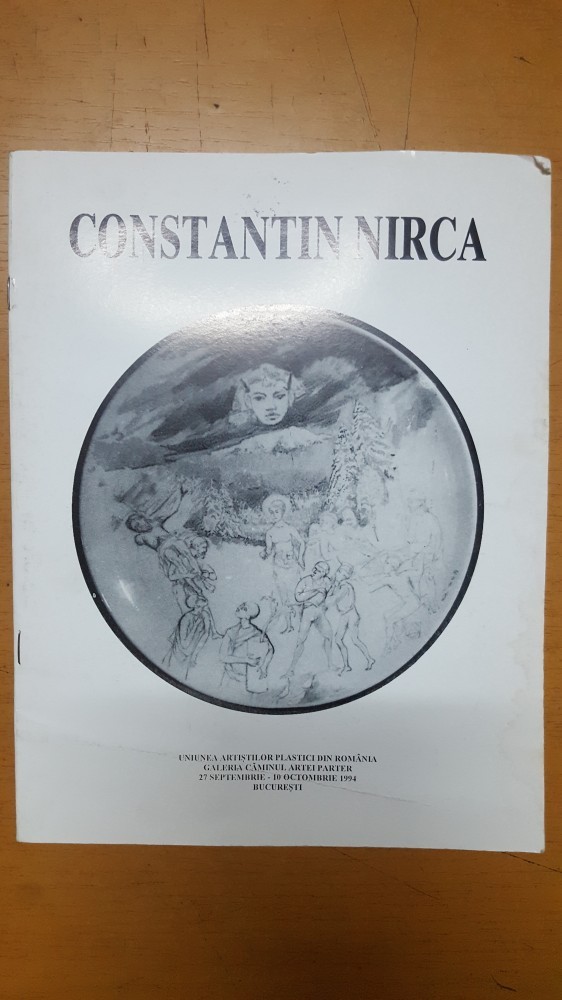 CONSTANTIN NIRCA
UNIUNEA ARTIȘTILOR PLASTICI DIN ROMÂNIA
GALERIA CĂMINUL ARTEI PARTER
27 SEPTEMBRIE - 10 OCTOMBRIE 1994
BUCUREȘTI